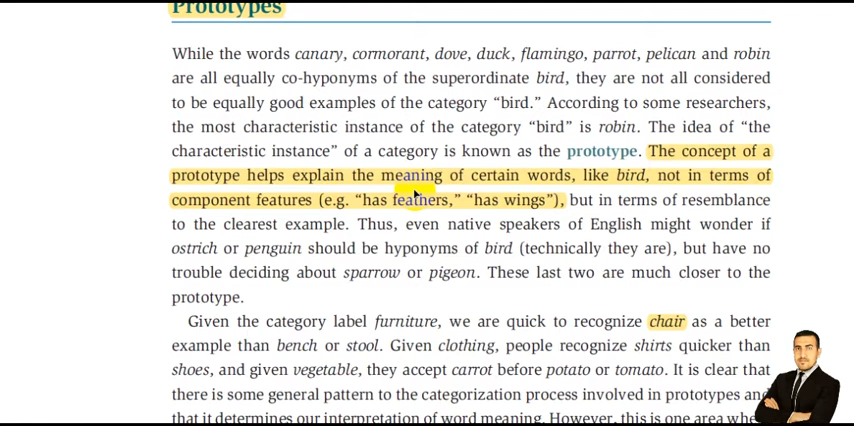 Prototypes
While the words canary, cormorant, dove, duck, flamingo, parrot, pelican and robin
are all equally co-hyponyms of the superordinate bird, they are not all considered
to be equally good examples of the category “bird.” According to some researchers,
the most characteristic instance of the category “bird” is robin. The idea of “the
characteristic instance” of a category is known as the prototype. The concept of a
prototype helps explain the meaning of certain words, like bird, not in terms of
component features (e.g. “has feathers,” “has wings”), but in terms of resemblance
to the clearest example. Thus, even native speakers of English might wonder if
ostrich or penguin should be hyponyms of bird (technically they are), but have no
trouble deciding about sparrow or pigeon. These last two are much closer to the
prototype.
Given the category label furniture, we are quick to recognize chair as a better
example than bench or stool. Given clothing, people recognize shirts quicker than
shoes, and given vegetable, they accept carrot before potato or tomato. It is clear that
there is some general pattern to the categorization process involved in prototypes and
that it determines our interpretation of word meaning. However, this is one area